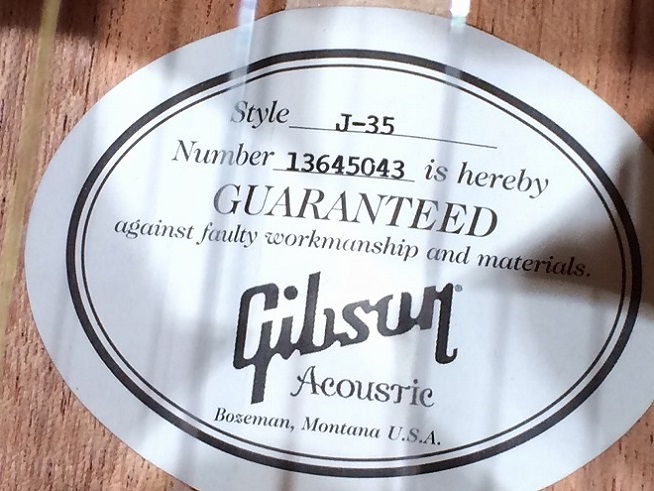 Style J-35
Number 13645043 is hereby
GUARANTEED
against faulty workmanship and materials.
Gibson®
Acoustic
Bozeman, Montana U.S.A.